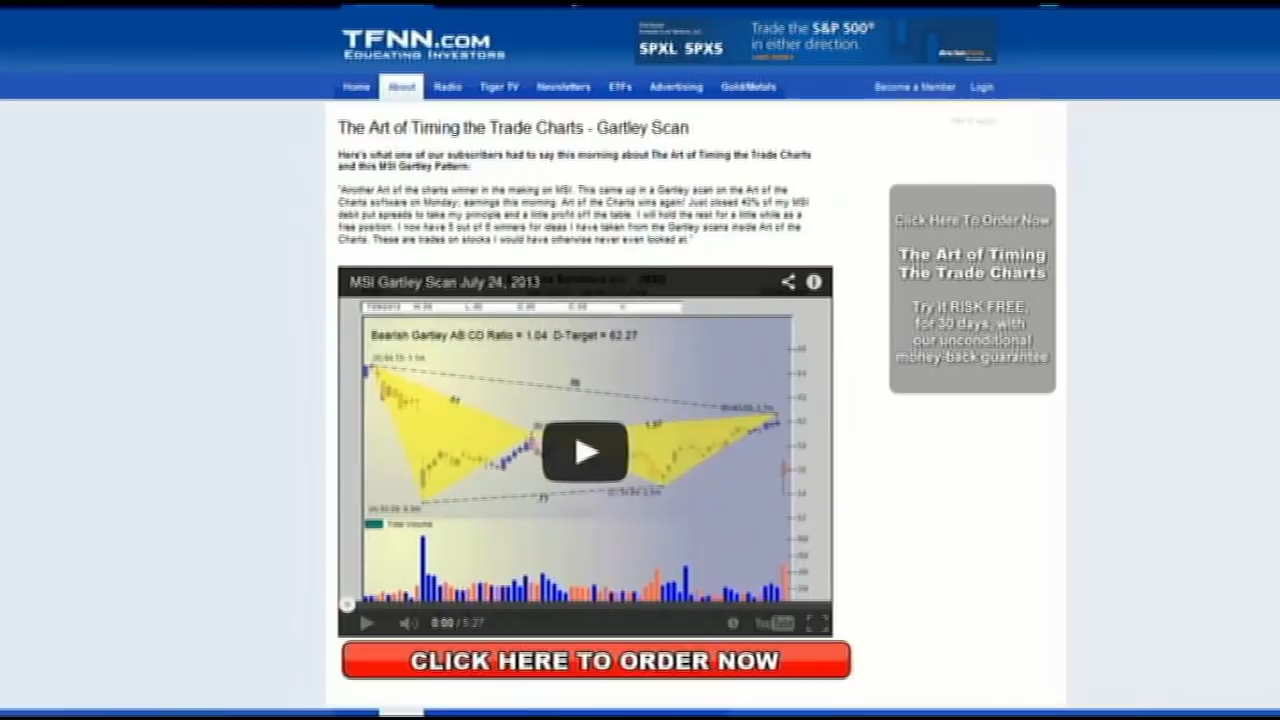 TFNN.COM
EDUCATING INVESTORS
SPXL SPXS
Trade the S&P 500®
in either direction.
Home About Radio Tiger TV Newsletters ETFs Advertising Gold/Metals Become a Member Login
The Art of Timing the Trade Charts - Gartley Scan
Here's what one of our subscribers had to say this morning about The Art of Timing the Trade Charts
and this MSI Gartley Pattern:
"Another Art of the charts winner in the making on MSI. This came up in a Gartley scan on the Art of the
Charts software on Monday, earnings this morning. Art of the Charts wins again! Just closed 42% of my MSI
debit put spreads to take my principle and a little profit off the table. I will hold the rest for a little while as a
free position. I now have 5 out of 5 winners for ideas I have taken from the Gartley scans inside Art of the
Charts. These are trades on stocks I would have otherwise never even looked at."
Click Here To Order Now
The Art of Timing
The Trade Charts
Try it RISK FREE,
for 30 days, with
our unconditional
money-back guarantee
MSI Gartley Scan July 24, 2013
Bearish Gartley AB CD Ratio = 1.04 D-Target = 62.27
Total Volume
0:00 / 5:27
YouTube
CLICK HERE TO ORDER NOW